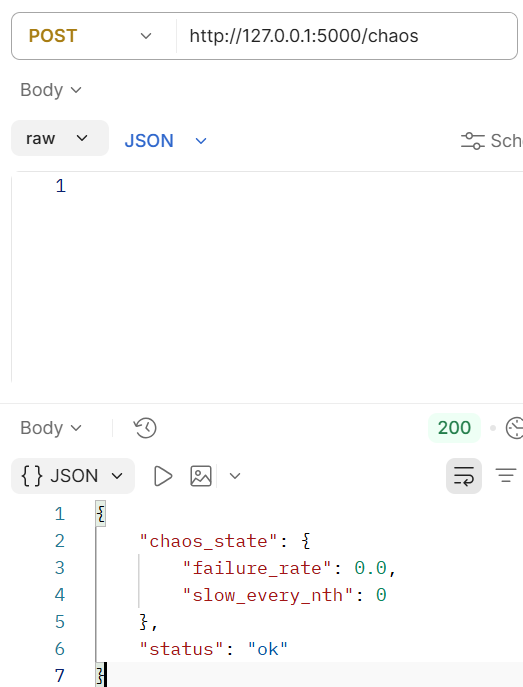 POST http://127.0.0.1:5000/chaos
Body
raw JSON Sch
1
Body 200
{} JSON
1 {
2     "chaos_state": {
3         "failure_rate": 0.0,
4         "slow_every_nth": 0
5     },
6     "status": "ok"
7 }